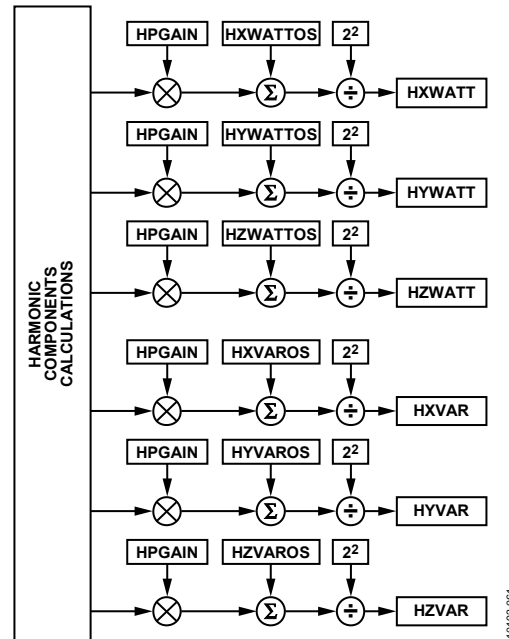 HARMONIC
COMPONENTS
CALCULATIONS
HPGAIN HXWATTOS 2²
Σ ÷ HXWATT
HPGAIN HYWATTOS 2²
Σ ÷ HYWATT
HPGAIN HZWATTOS 2²
Σ ÷ HZWATT
HPGAIN HXVAROS 2²
Σ ÷ HXVAR
HPGAIN HYVAROS 2²
Σ ÷ HYVAR
HPGAIN HZVAROS 2²
Σ ÷ HZVAR